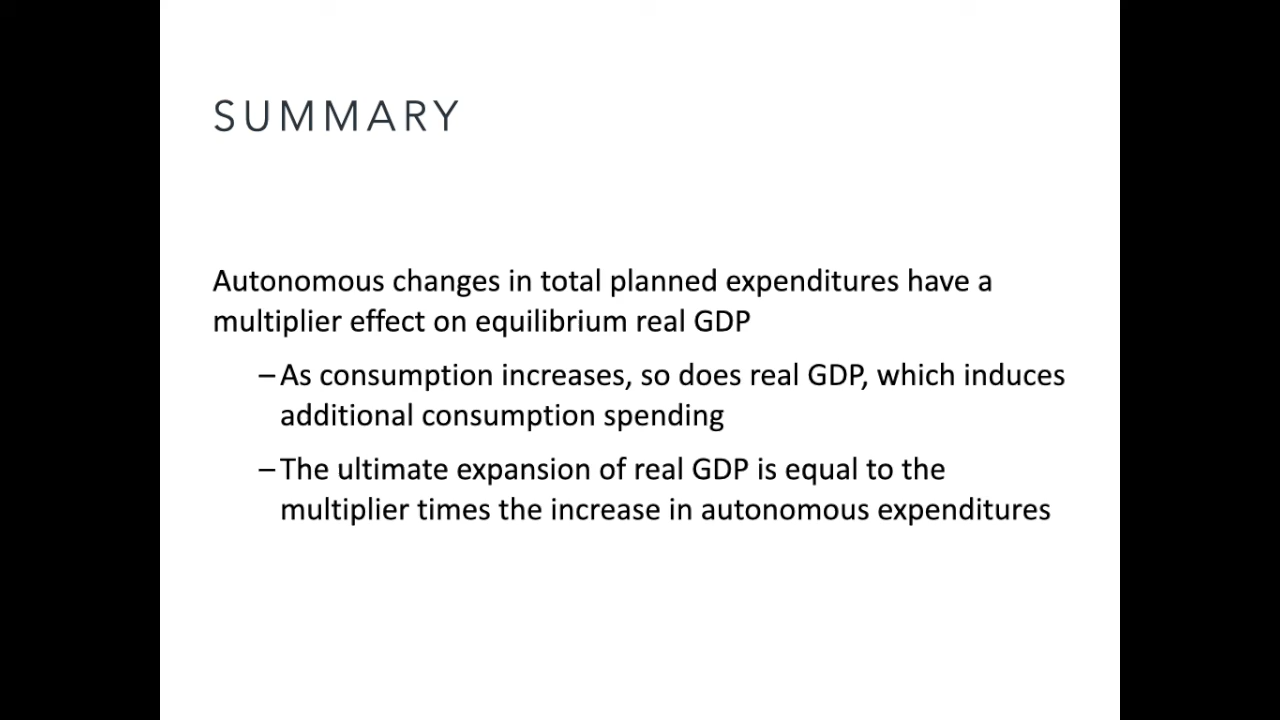 SUMMARY
Autonomous changes in total planned expenditures have a
multiplier effect on equilibrium real GDP
–As consumption increases, so does real GDP, which induces
additional consumption spending
–The ultimate expansion of real GDP is equal to the
multiplier times the increase in autonomous expenditures